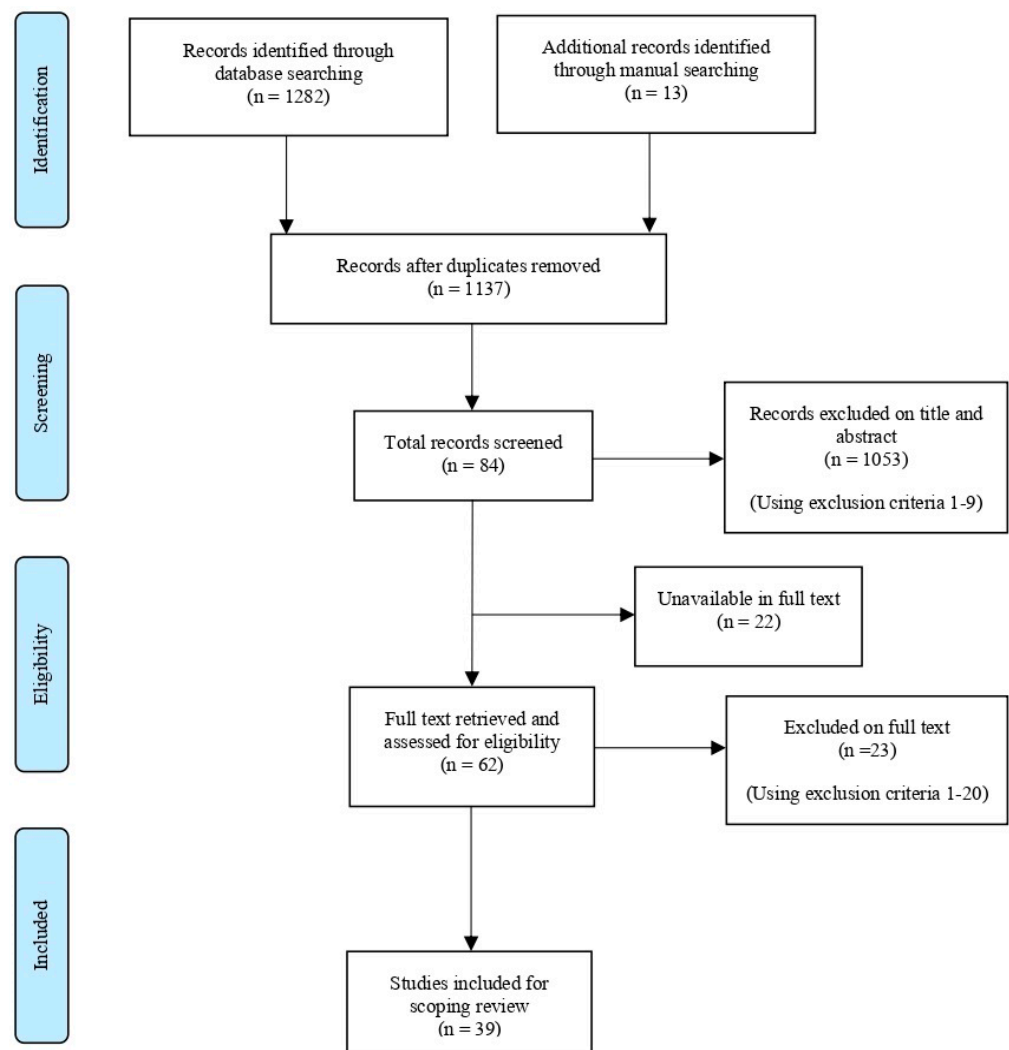 Identification
Records identified through
database searching
(n = 1282)
Additional records identified
through manual searching
(n = 13)
Records after duplicates removed
(n = 1137)
Screening
Total records screened
(n = 84)
Records excluded on title and
abstract
(n = 1053)
(Using exclusion criteria 1-9)
Eligibility
Unavailable in full text
(n = 22)
Full text retrieved and
assessed for eligibility
(n = 62)
Excluded on full text
(n =23)
(Using exclusion criteria 1-20)
Included
Studies included for
scoping review
(n = 39)